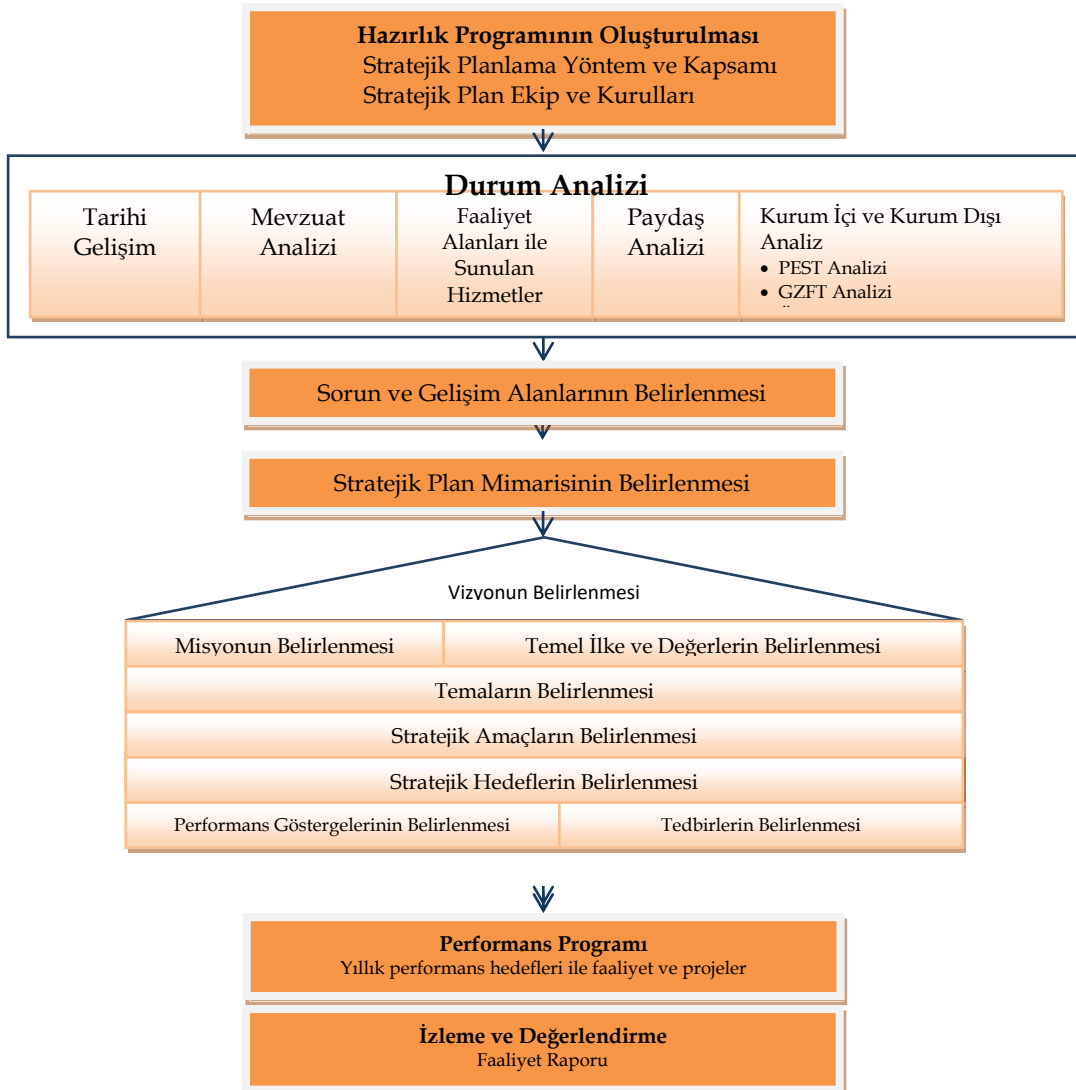 Hazırlık Programının Oluşturulması
Stratejik Planlama Yöntem ve Kapsamı
Stratejik Plan Ekip ve Kurulları
Durum Analizi
Tarihi
Gelişim
Mevzuat
Analizi
Faaliyet
Alanları ile
Sunulan
Hizmetler
Paydaş
Analizi
Kurum İçi ve Kurum Dışı
Analiz
• PEST Analizi
• GZFT Analizi
Sorun ve Gelişim Alanlarının Belirlenmesi
Stratejik Plan Mimarisinin Belirlenmesi
Vizyonun Belirlenmesi
Misyonun Belirlenmesi
Temel İlke ve Değerlerin Belirlenmesi
Temaların Belirlenmesi
Stratejik Amaçların Belirlenmesi
Stratejik Hedeflerin Belirlenmesi
Performans Göstergelerinin Belirlenmesi
Tedbirlerin Belirlenmesi
Performans Programı
Yıllık performans hedefleri ile faaliyet ve projeler
İzleme ve Değerlendirme
Faaliyet Raporu